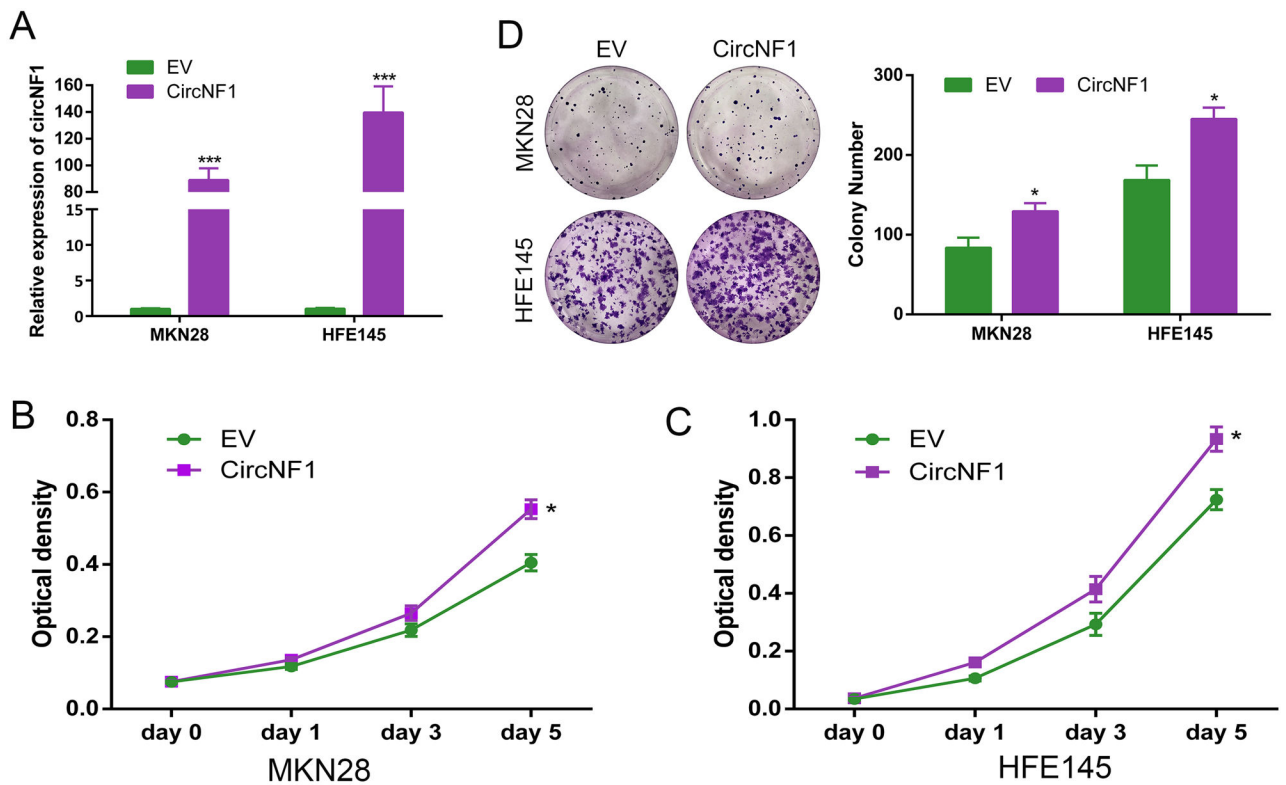 A
EV
CircNF1
Relative expression of circNF1
160
140
120
100
80
15
10
5
0
***
***
MKN28
HFE145
D
EV
CircNF1
MKN28
HFE145
EV
CircNF1
Colony Number
300
200
100
0
*
*
MKN28
HFE145
B
EV
CircNF1
Optical density
0.8
0.6
0.4
0.2
0.0
*
day 0
day 1
day 3
day 5
MKN28
C
EV
CircNF1
Optical density
1.0
0.8
0.6
0.4
0.2
0.0
*
day 0
day 1
day 3
day 5
HFE145